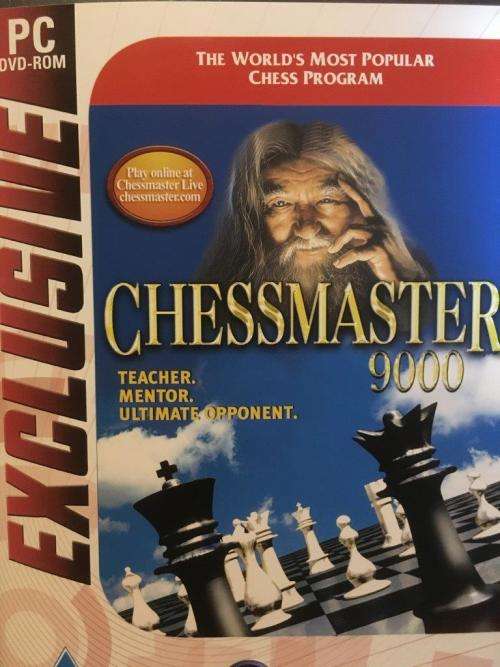 PC
DVD-ROM
EXCLUSIVE
THE WORLD'S MOST POPULAR
CHESS PROGRAM
Play online at
Chessmaster Live
chessmaster.com
CHESSMASTER
9000
TEACHER.
MENTOR.
ULTIMATE OPPONENT.